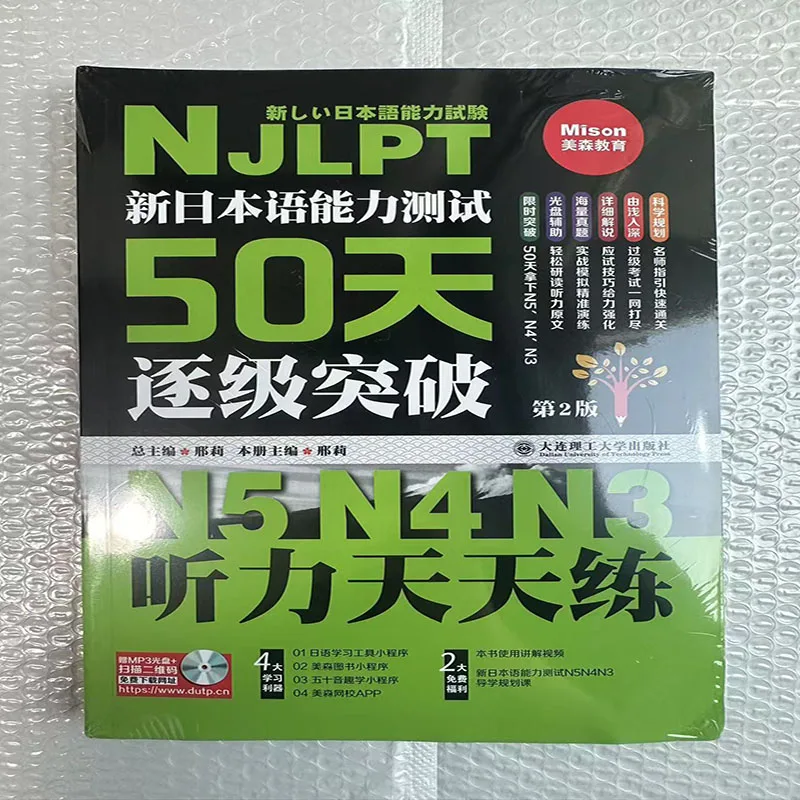 新しい日本語能力試験
NJLPT
新日本语能力测试
50天
逐级突破
Mison
美森教育
科学规划 名师指引快速通关
由浅入深 过级考试一网打尽
详细解说 应试技巧给力强化
海量真题 实战模拟精准演练
光盘辅助 轻松研读听力原文
限时突破 50天拿下N5、N4、N3
第2版
总主编 邢莉 本册主编 邢莉
大连理工大学出版社
Dalian University of Technology Press
N5 N4 N3
听力天天练
赠MP3光盘+
扫描二维码
免费下载网址
https://www.dutp.cn
4大
学习
利器
01 日语学习工具小程序
02 美森图书小程序
03 五十音趣学小程序
04 美森网校APP
2大
免费
福利
本书使用讲解视频
新日本语能力测试N5N4N3
导学规划课